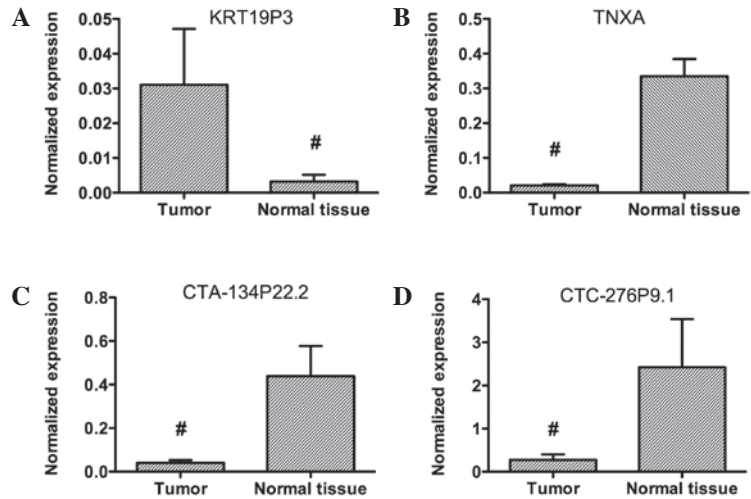 A
KRT19P3
Normalized expression
0.05
0.04
0.03
0.02
0.01
0.00
#
Tumor Normal tissue
B
TNXA
Normalized expression
0.5
0.4
0.3
0.2
0.1
0.0
#
Tumor Normal tissue
C
CTA-134P22.2
Normalized expression
0.8
0.6
0.4
0.2
0.0
#
Tumor Normal tissue
D
CTC-276P9.1
Normalized expression
4
3
2
1
0
#
Tumor Normal tissue